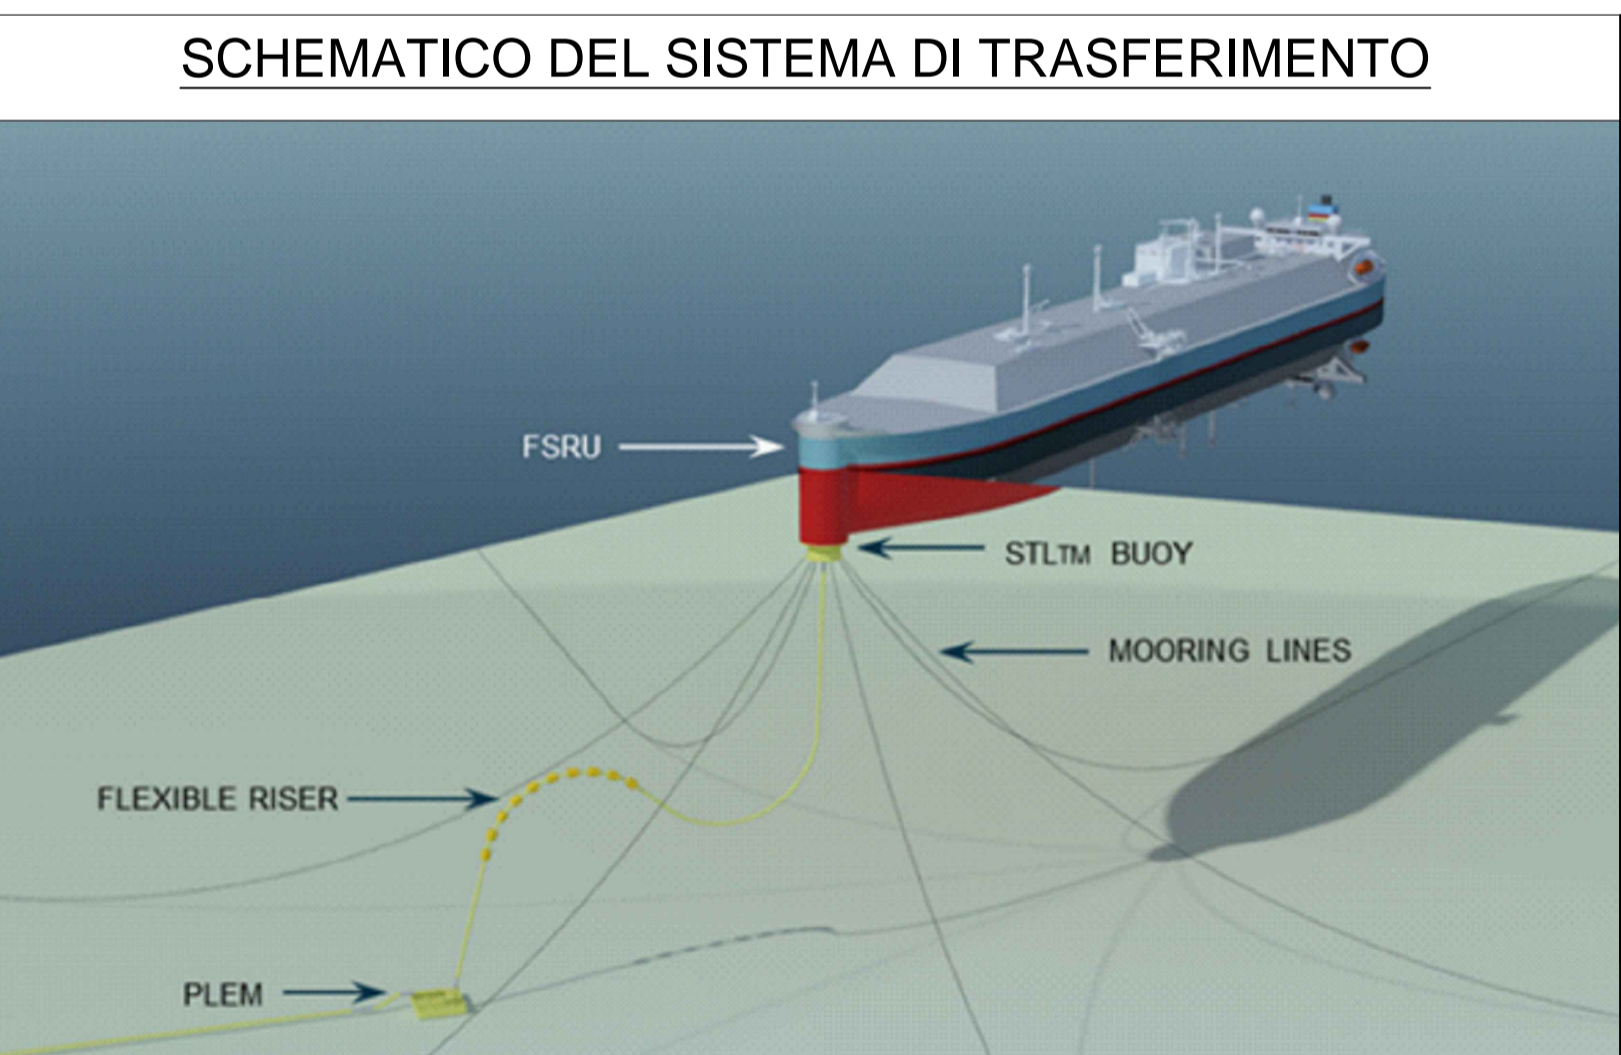 SCHEMATICO DEL SISTEMA DI TRASFERIMENTO
FSRU
STLTM BUOY
MOORING LINES
FLEXIBLE RISER
PLEM